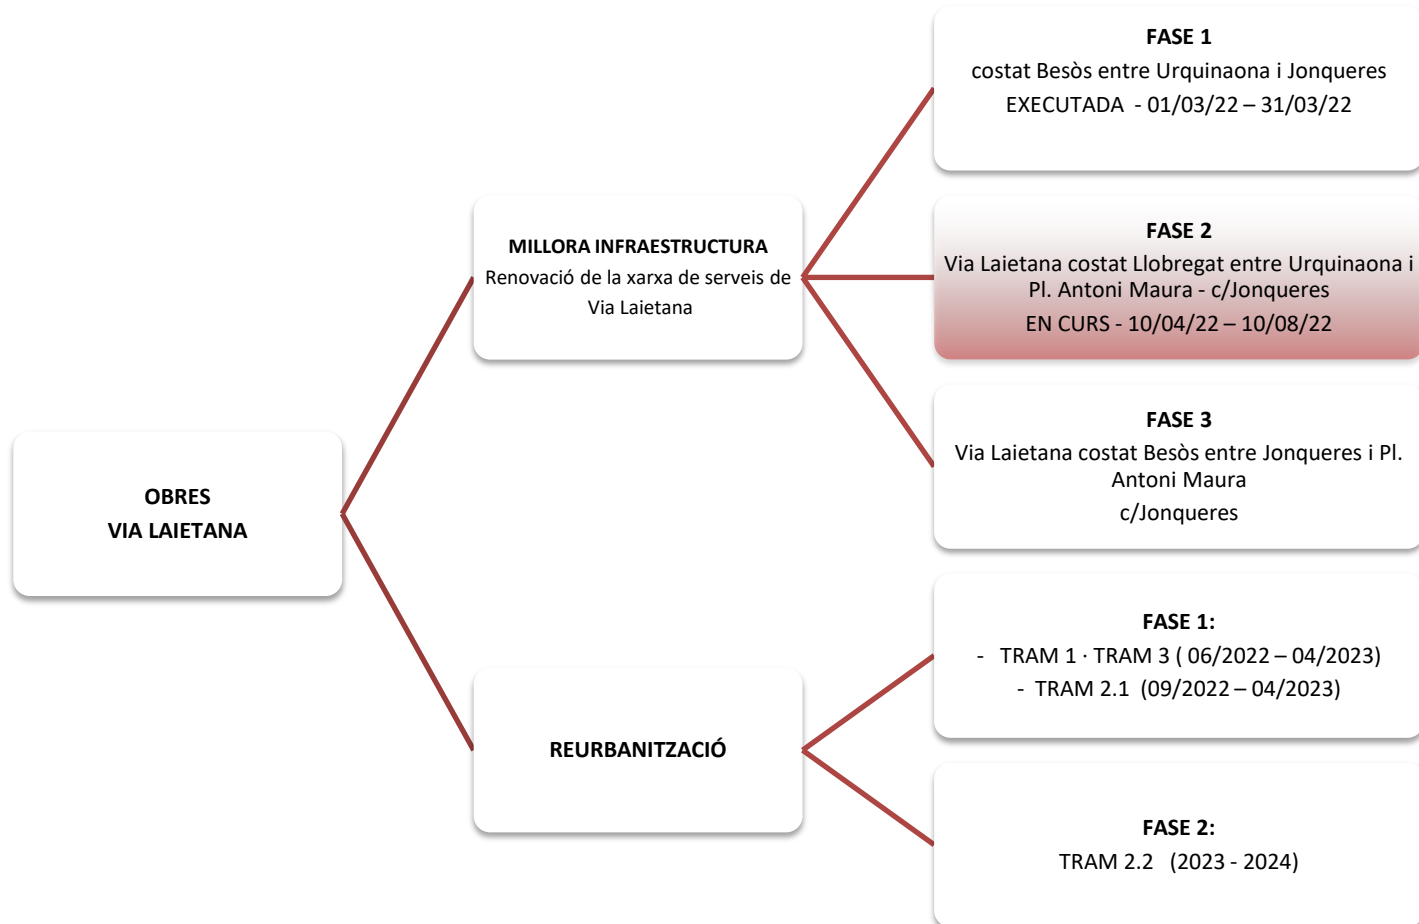 OBRES
VIA LAIETANA
MILLORA INFRAESTRUCTURA
Renovació de la xarxa de serveis de
Via Laietana
FASE 1
costat Besòs entre Urquinaona i Jonqueres
EXECUTADA - 01/03/22 – 31/03/22
FASE 2
Via Laietana costat Llobregat entre Urquinaona i
Pl. Antoni Maura - c/Jonqueres
EN CURS - 10/04/22 – 10/08/22
FASE 3
Via Laietana costat Besòs entre Jonqueres i Pl.
Antoni Maura
c/Jonqueres
REURBANITZACIÓ
FASE 1:
- TRAM 1 · TRAM 3 ( 06/2022 – 04/2023)
- TRAM 2.1 (09/2022 – 04/2023)
FASE 2:
TRAM 2.2 (2023 - 2024)